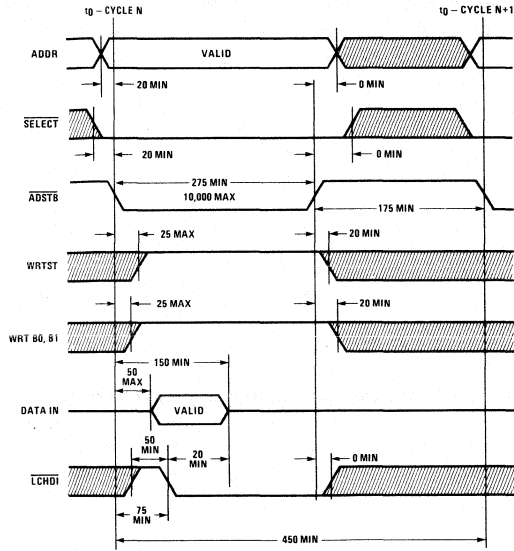 t0 – CYCLE N
t0 – CYCLE N+1
ADDR
VALID
20 MIN
0 MIN
SELECT
20 MIN
0 MIN
ADSTB
275 MIN
10,000 MAX
175 MIN
25 MAX
20 MIN
WRTST
25 MAX
20 MIN
WRT B0, B1
150 MIN
50
MAX
DATA IN
VALID
50
MIN
20
MIN
0 MIN
LCHDI
75
MIN
450 MIN